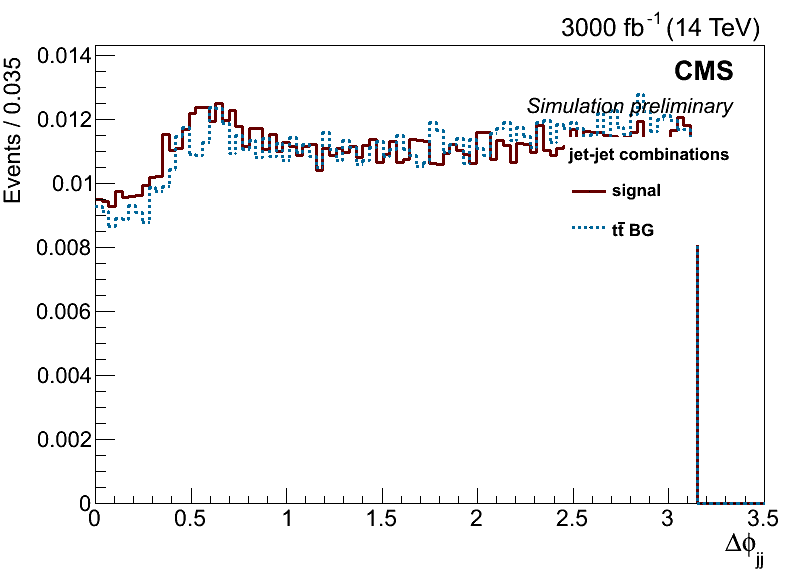 3000 fb⁻¹ (14 TeV)
CMS
Simulation preliminary
jet-jet combinations
signal
tt̄ BG
Events / 0.035
0.014
0.012
0.01
0.008
0.006
0.004
0.002
0
0 0.5 1 1.5 2 2.5 3 3.5
Δϕjj